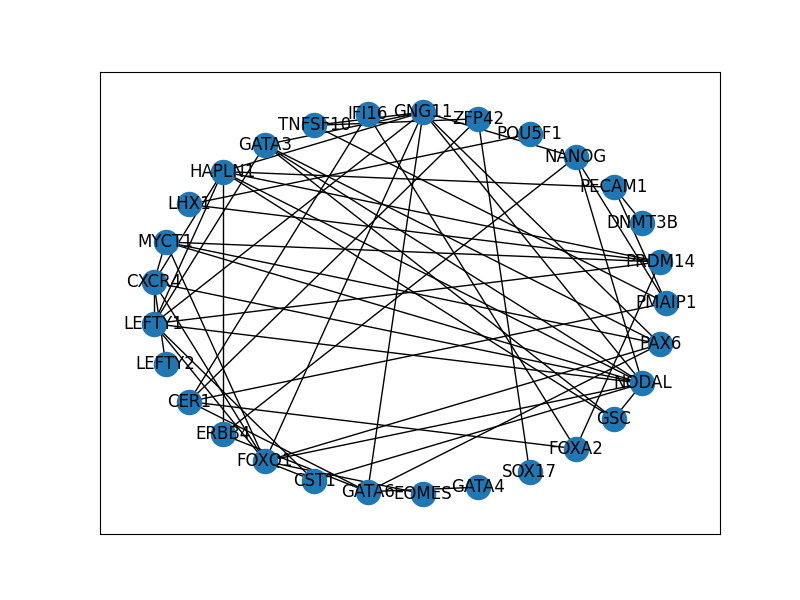 GNG11
IFI16
ZFP42
TNFSF10
POU5F1
GATA3
NANOG
HAPLN1
PECAM1
LHX1
DNMT3B
MYCT1
PRDM14
CXCR4
PMAIP1
LEFTY1
PAX6
LEFTY2
NODAL
CER1
GSC
ERBB4
FOXA2
FOXO1
SOX17
CST1
GATA4
GATA6
EOMES